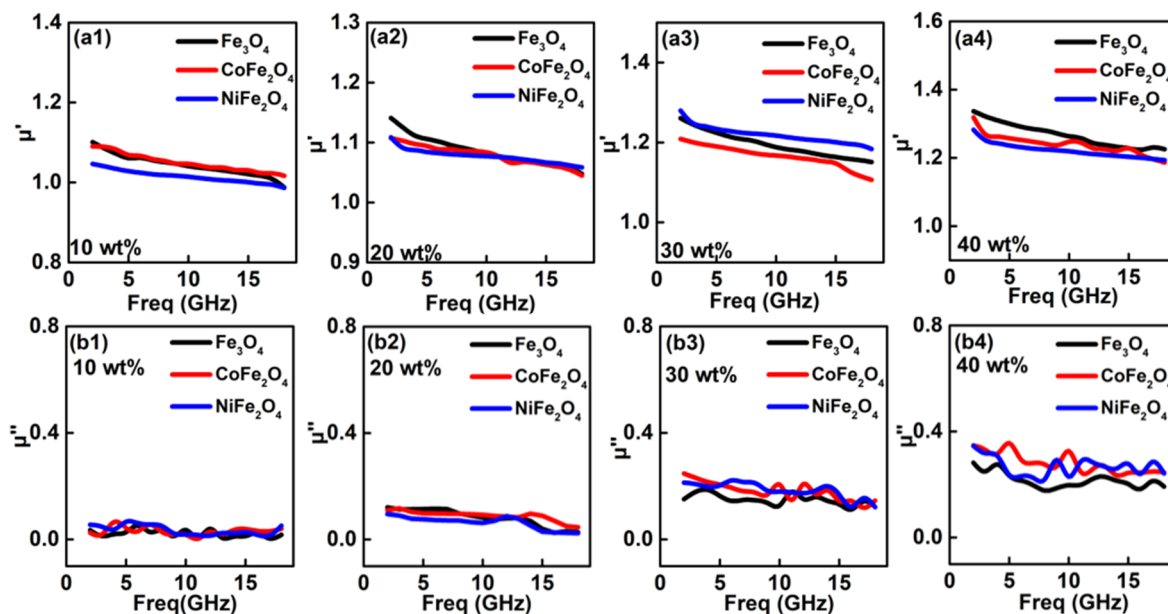 (a1)
Fe₃O₄
CoFe₂O₄
NiFe₂O₄
10 wt%
1.4
1.2
1.0
0.8
µ'
0 5 10 15
Freq (GHz)
(a2)
Fe₃O₄
CoFe₂O₄
NiFe₂O₄
20 wt%
1.3
1.2
1.1
1.0
0.9
µ'
0 5 10 15
Freq (GHz)
(a3)
Fe₃O₄
CoFe₂O₄
NiFe₂O₄
30 wt%
1.4
1.2
1.0
µ'
0 5 10 15
Freq (GHz)
(a4)
Fe₃O₄
CoFe₂O₄
NiFe₂O₄
40 wt%
1.6
1.4
1.2
1.0
µ'
0 5 10 15
Freq (GHz)
(b1)
10 wt%
Fe₃O₄
CoFe₂O₄
NiFe₂O₄
0.8
0.4
0.0
µ''
0 5 10 15
Freq(GHz)
(b2)
20 wt%
Fe₃O₄
CoFe₂O₄
NiFe₂O₄
0.8
0.4
0.0
µ''
0 5 10 15
Freq(GHz)
(b3)
30 wt%
Fe₃O₄
CoFe₂O₄
NiFe₂O₄
0.8
0.4
0.0
µ''
0 5 10 15
Freq(GHz)
(b4)
40 wt%
Fe₃O₄
CoFe₂O₄
NiFe₂O₄
0.8
0.4
0.0
µ''
0 5 10 15
Freq(GHz)